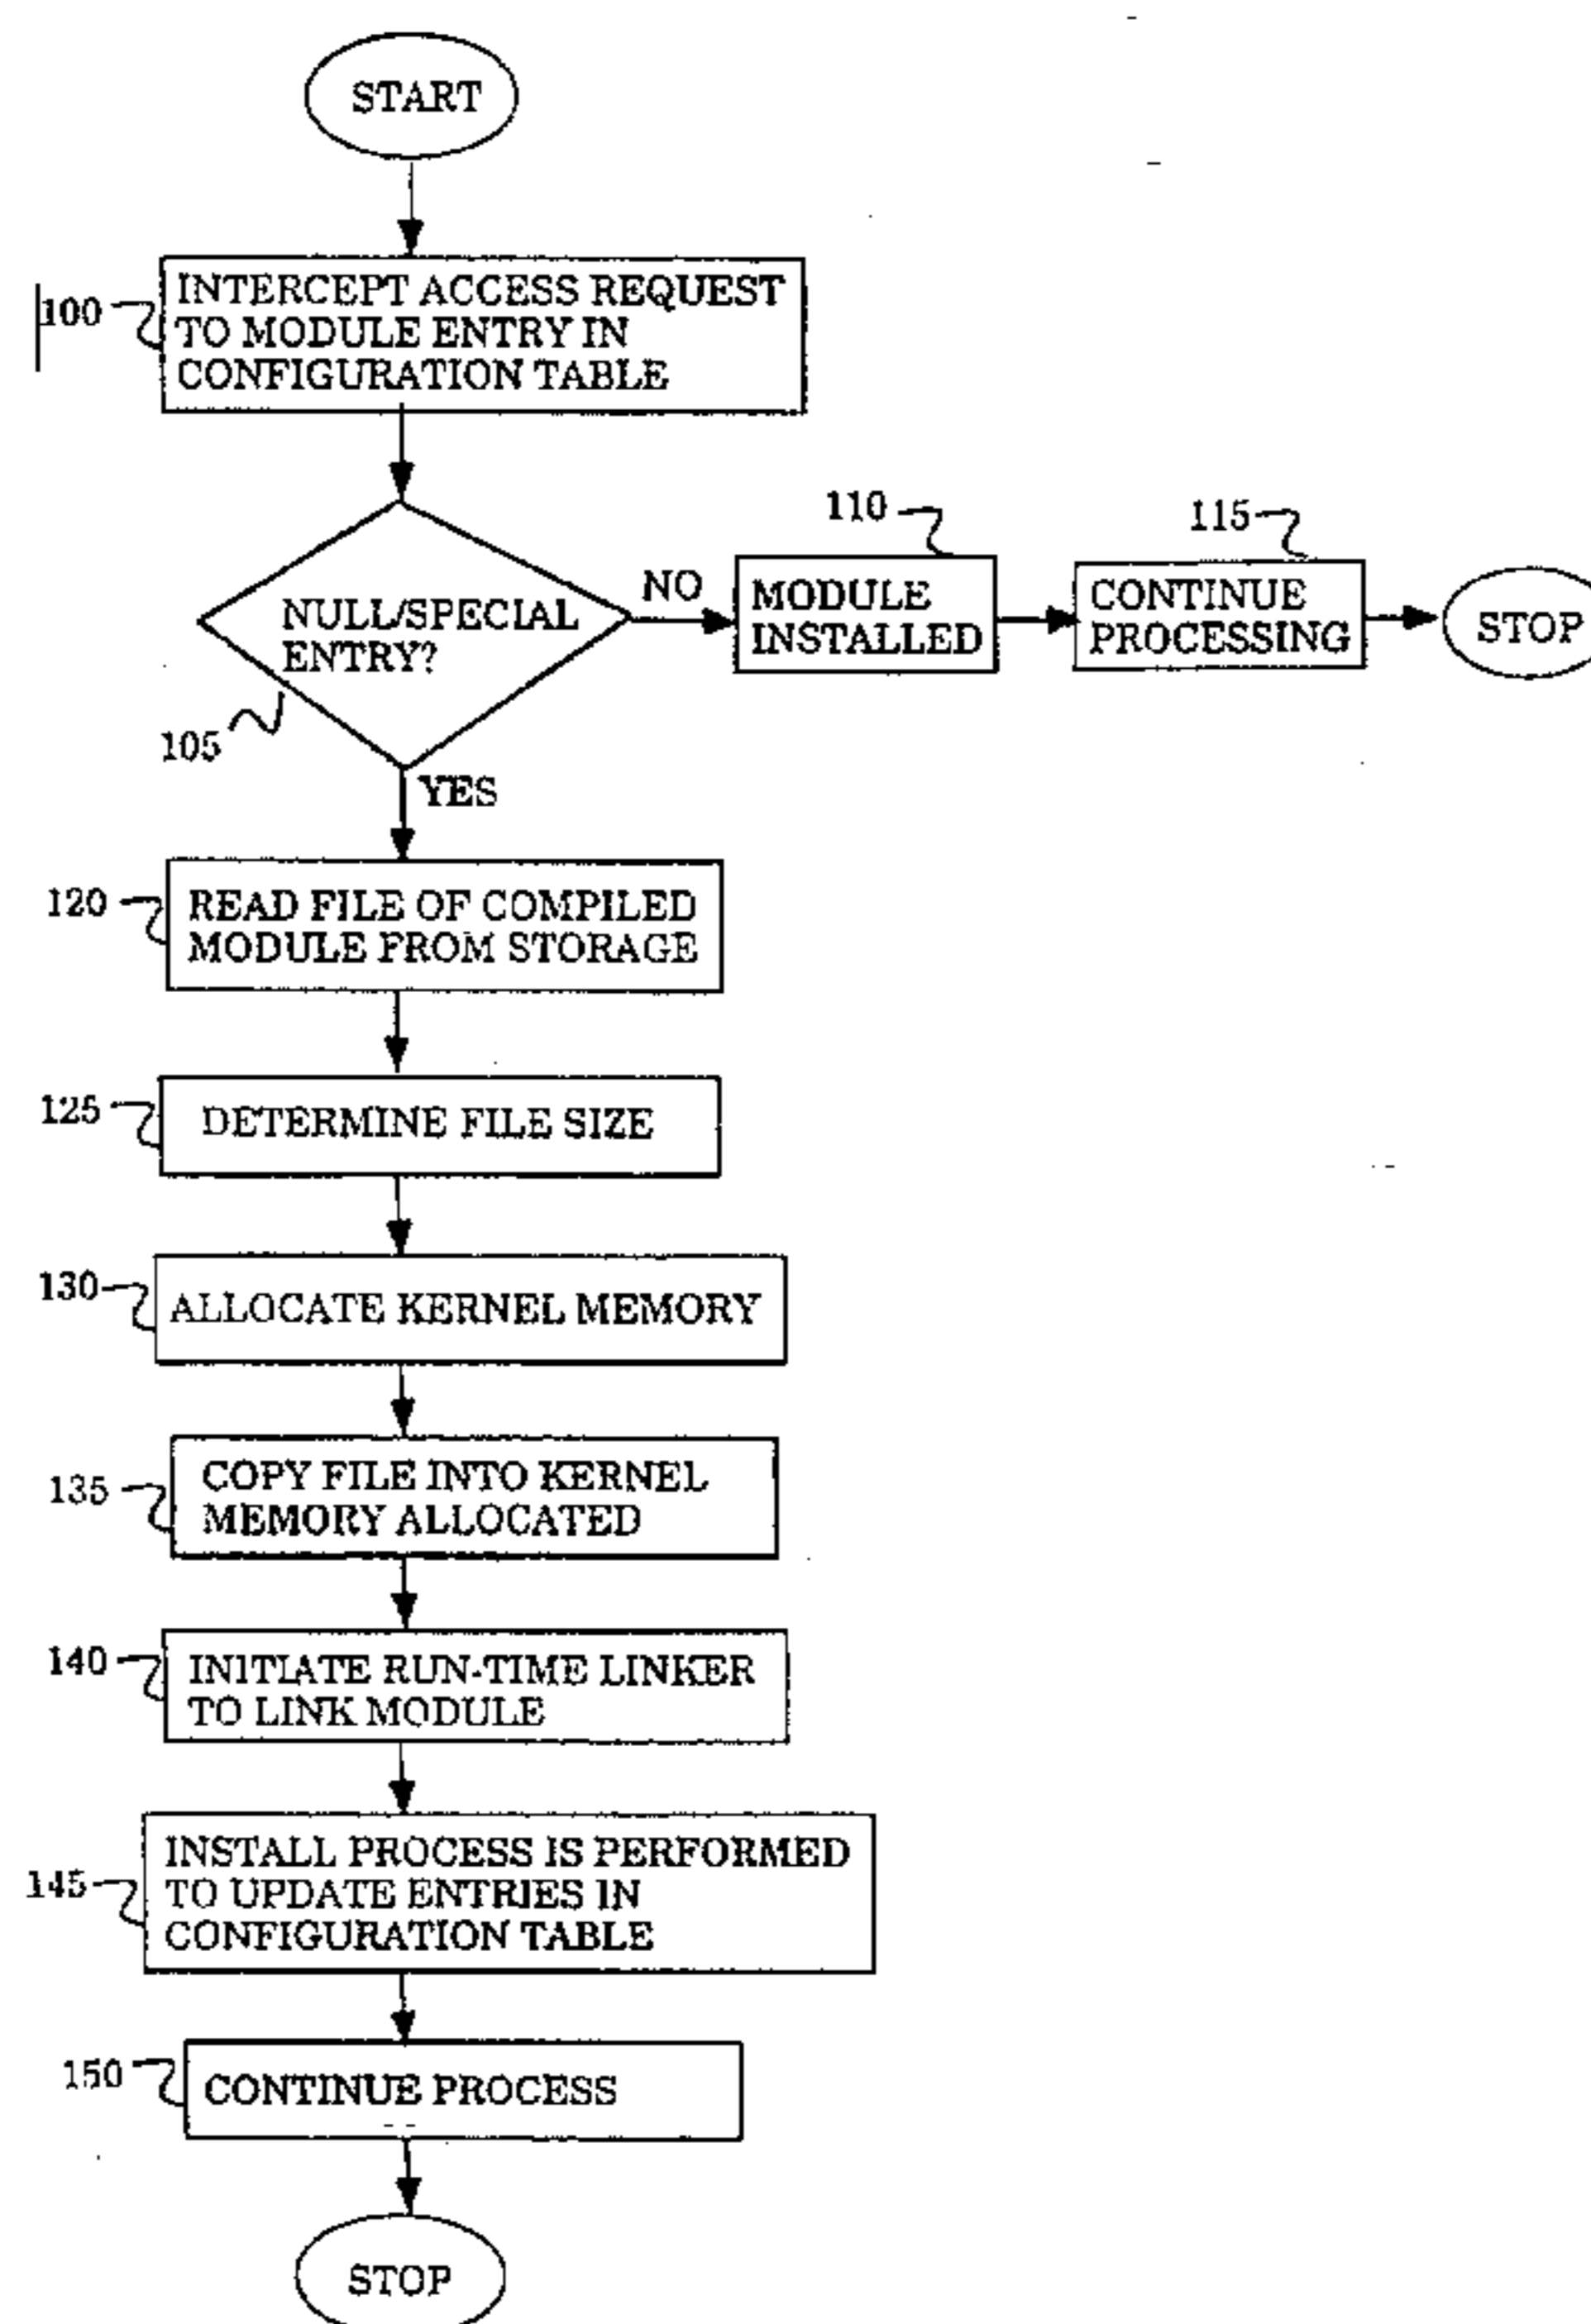 START
100
INTERCEPT ACCESS REQUEST
TO MODULE ENTRY IN
CONFIGURATION TABLE
NULL/SPECIAL
ENTRY?
105
NO
110
MODULE
INSTALLED
115
CONTINUE
PROCESSING
STOP
YES
120
READ FILE OF COMPILED
MODULE FROM STORAGE
125
DETERMINE FILE SIZE
130
ALLOCATE KERNEL MEMORY
135
COPY FILE INTO KERNEL
MEMORY ALLOCATED
140
INITIATE RUN-TIME LINKER
TO LINK MODULE
145
INSTALL PROCESS IS PERFORMED
TO UPDATE ENTRIES IN
CONFIGURATION TABLE
150
CONTINUE PROCESS
STOP